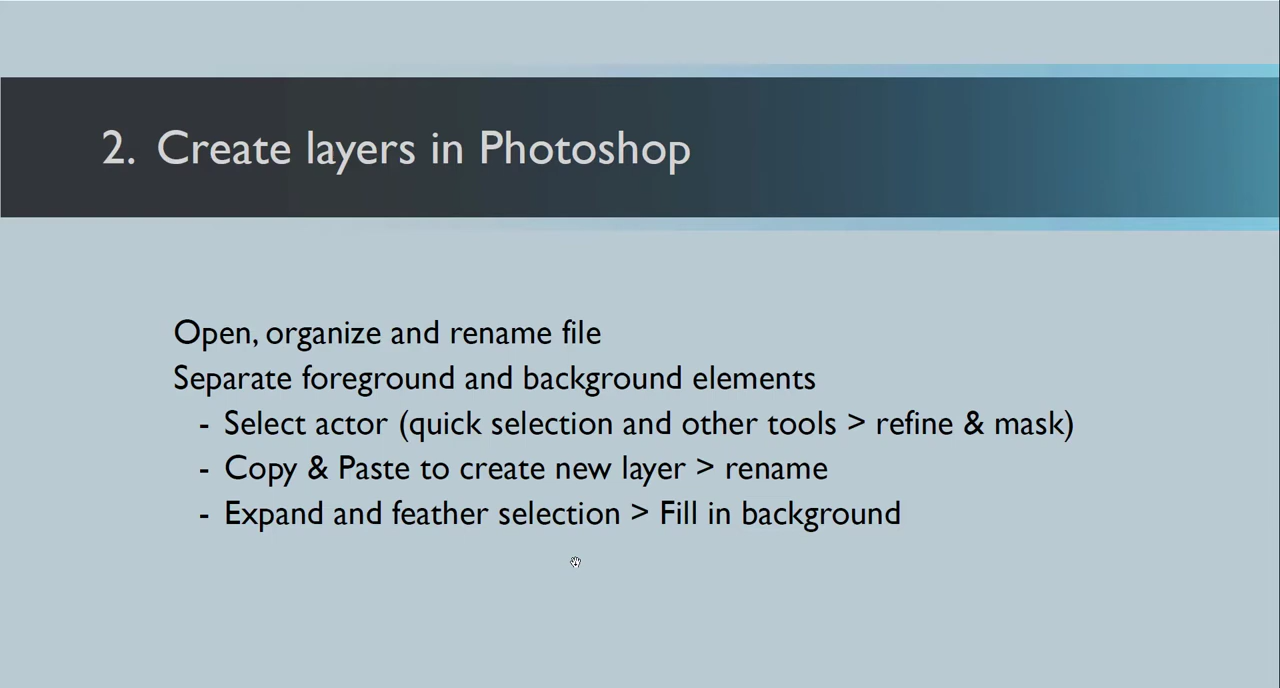 2. Create layers in Photoshop
Open, organize and rename file
Separate foreground and background elements
- Select actor (quick selection and other tools > refine & mask)
- Copy & Paste to create new layer > rename
- Expand and feather selection > Fill in background